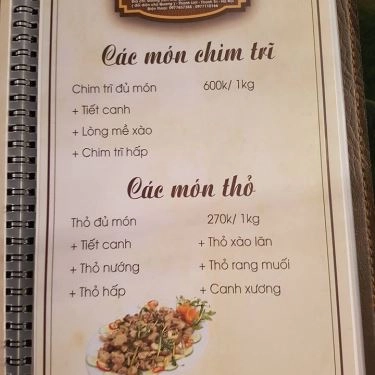 Các món chim trĩ
Chim trĩ đủ món 600k/ 1kg
+ Tiết canh
+ Lòng mề xào
+ Chim trĩ hấp
Các món thỏ
Thỏ đủ món 270k/ 1kg
+ Tiết canh + Thỏ xào lăn
+ Thỏ nướng + Thỏ rang muối
+ Thỏ hấp + Canh xương